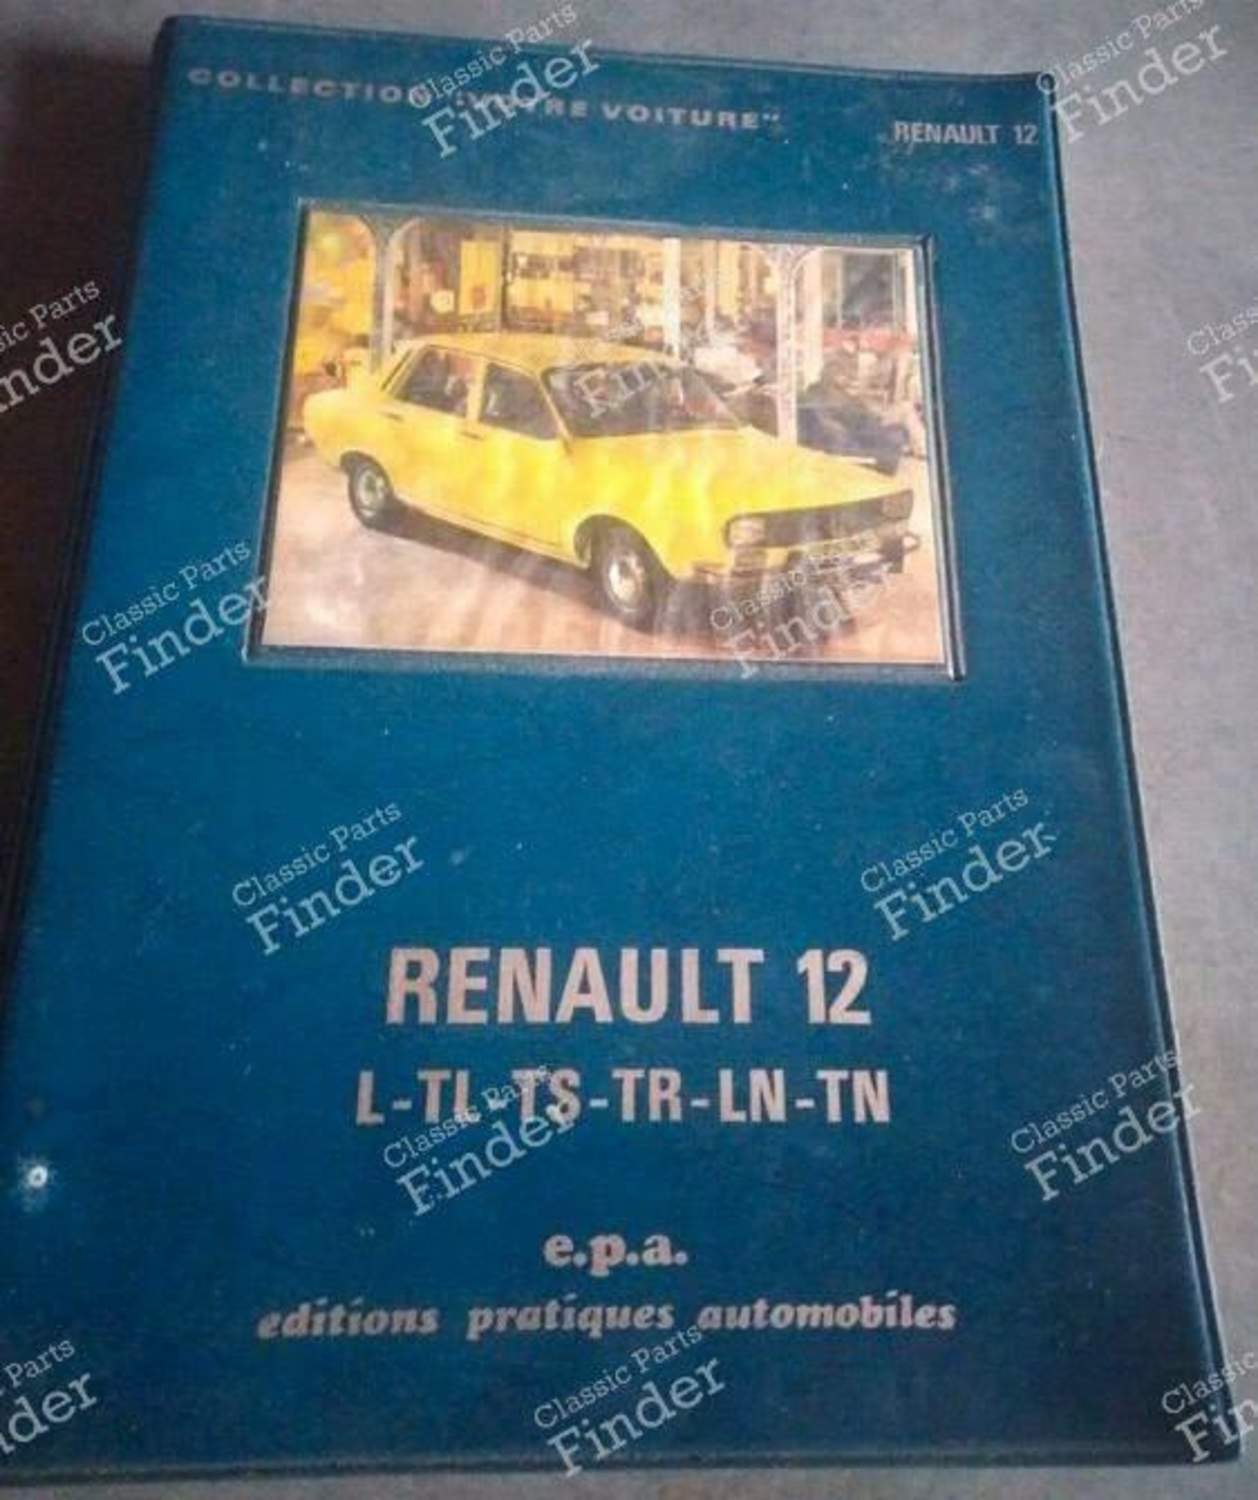 COLLECTION "VOTRE VOITURE"
RENAULT 12
RENAULT 12
L-TL-TS-TR-LN-TN
e.p.a.
editions pratiques automobiles
Classic Parts
Finder